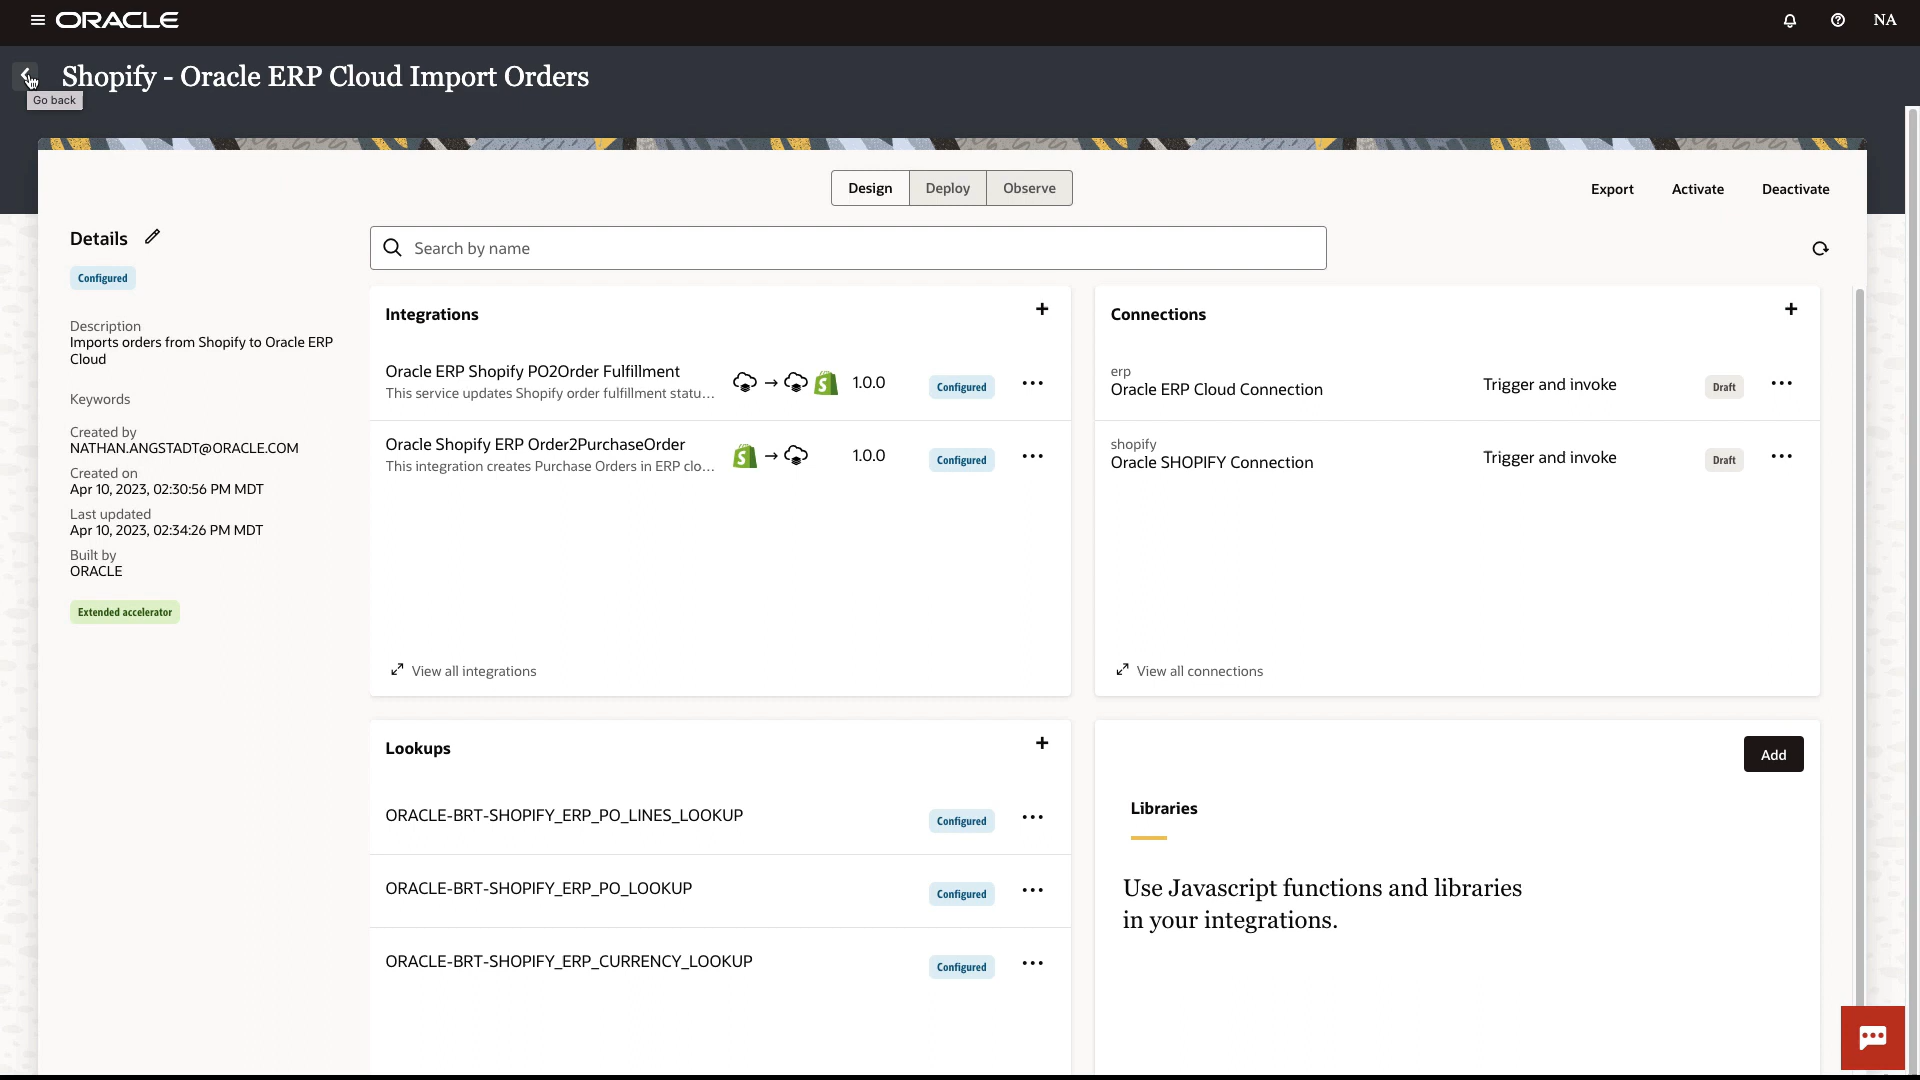 ORACLE
NA
Shopify - Oracle ERP Cloud Import Orders
Go back
Design
Deploy
Observe
Export
Activate
Deactivate
Details
Configured
Description
Imports orders from Shopify to Oracle ERP
Cloud
Keywords
Created by
NATHAN.ANGSTADT@ORACLE.COM
Created on
Apr 10, 2023, 02:30:56 PM MDT
Last updated
Apr 10, 2023, 02:34:26 PM MDT
Built by
ORACLE
Extended accelerator
Search by name
Integrations
Oracle ERP Shopify PO2Order Fulfillment
This service updates Shopify order fulfillment statu...
1.0.0
Configured
Oracle Shopify ERP Order2PurchaseOrder
This integration creates Purchase Orders in ERP clo...
1.0.0
Configured
View all integrations
Connections
erp
Oracle ERP Cloud Connection
Trigger and invoke
Draft
shopify
Oracle SHOPIFY Connection
Trigger and invoke
Draft
View all connections
Lookups
ORACLE-BRT-SHOPIFY_ERP_PO_LINES_LOOKUP
Configured
ORACLE-BRT-SHOPIFY_ERP_PO_LOOKUP
Configured
ORACLE-BRT-SHOPIFY_ERP_CURRENCY_LOOKUP
Configured
Add
Libraries
Use Javascript functions and libraries
in your integrations.